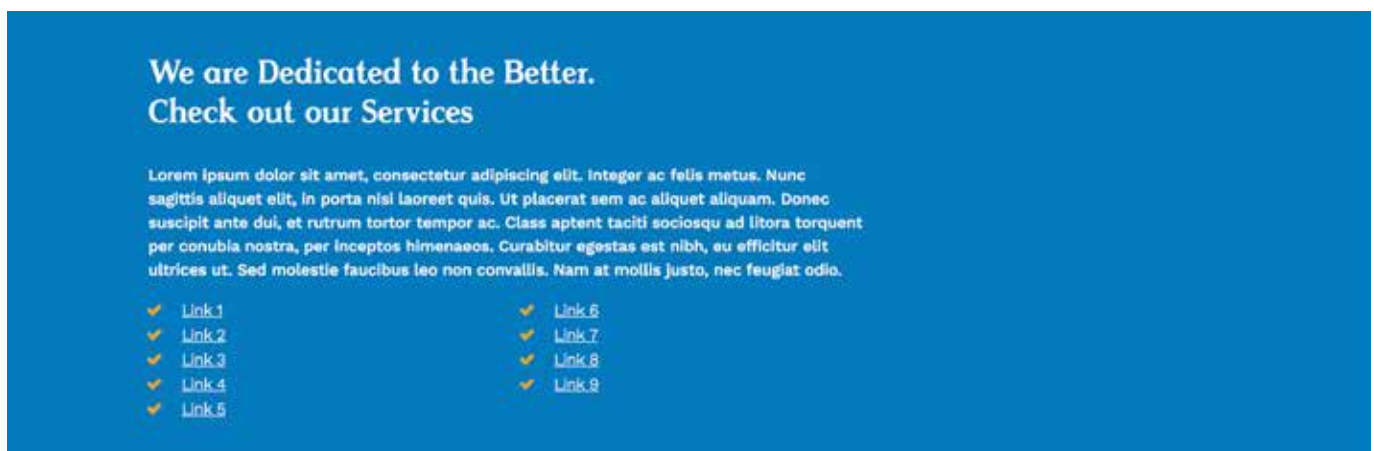 We are Dedicated to the Better.
Check out our Services
Lorem ipsum dolor sit amet, consectetur adipiscing elit. Integer ac felis metus. Nunc
sagittis aliquet elit, in porta nisl laoreet quis. Ut placerat sem ac aliquet aliquam. Donec
suscipit ante dui, et rutrum tortor tempor ac. Class aptent taciti sociosqu ad litora torquent
per conubia nostra, per inceptos himenaeos. Curabitur egestas est nibh, eu efficitur elit
ultrices ut. Sed molestie faucibus leo non convallis. Nam at mollis justo, nec feugiat odio.
Link 1
Link 2
Link 3
Link 4
Link 5
Link 6
Link 7
Link 8
Link 9